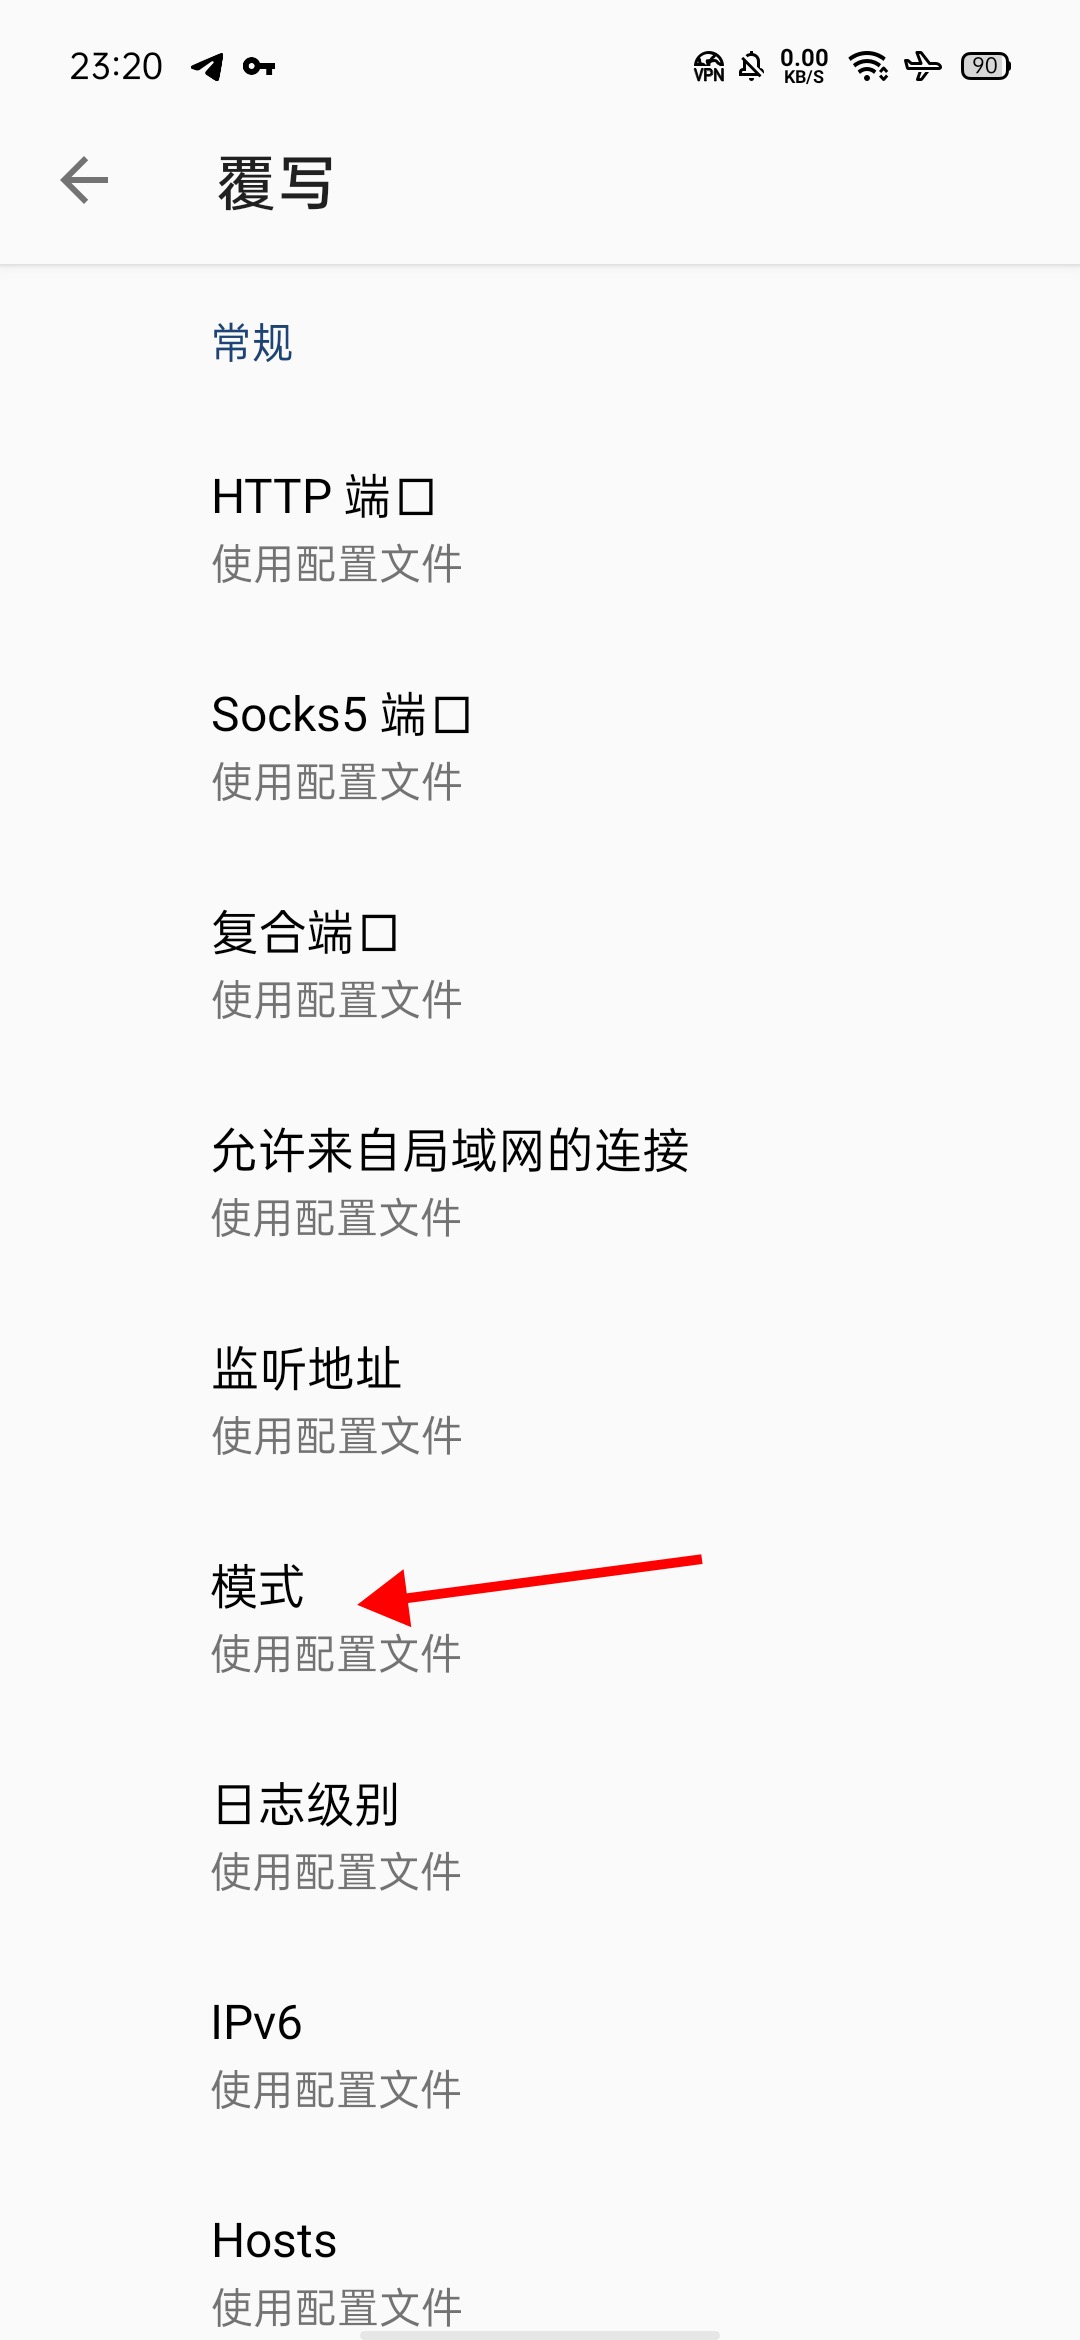 23:20
VPN
0.00
KB/S
90
覆写
常规
HTTP 端口
使用配置文件
Socks5 端口
使用配置文件
复合端口
使用配置文件
允许来自局域网的连接
使用配置文件
监听地址
使用配置文件
模式
使用配置文件
日志级别
使用配置文件
IPv6
使用配置文件
Hosts
使用配置文件